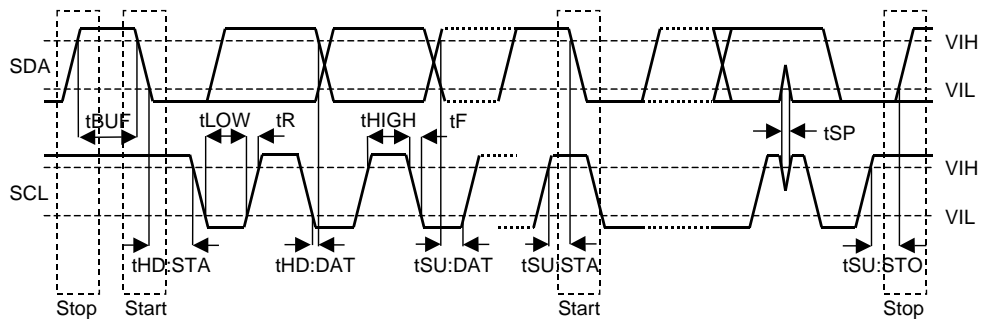 VIH
SDA
VIL
tBUF tLOW tR tHIGH tF tSP
VIH
SCL
VIL
tHD:STA tHD:DAT tSU:DAT tSU:STA tSU:STO
Stop Start Start Stop